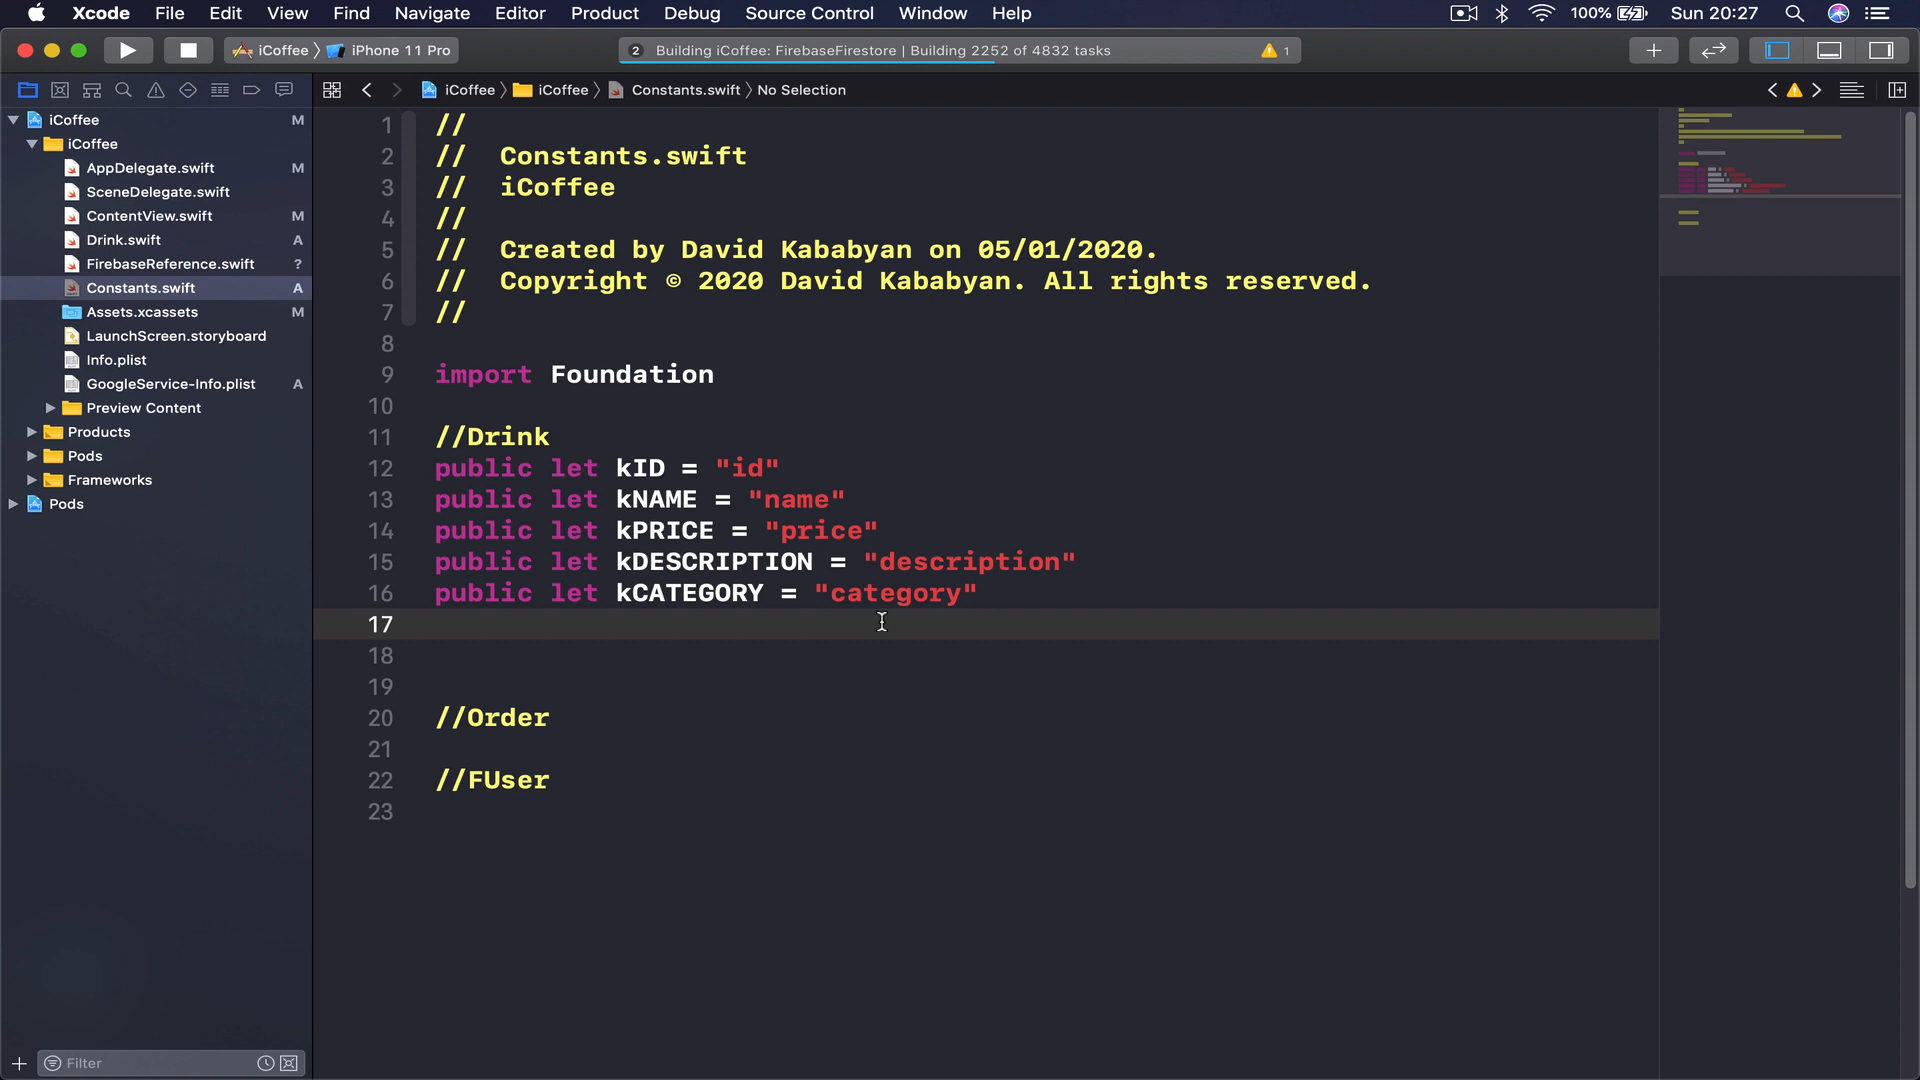 Xcode File Edit View Find Navigate Editor Product Debug Source Control Window Help 100% Sun 20:27
iCoffee iPhone 11 Pro 2 Building iCoffee: FirebaseFirestore | Building 2252 of 4832 tasks 1
iCoffee iCoffee Constants.swift No Selection
iCoffee M
iCoffee
AppDelegate.swift M
SceneDelegate.swift
ContentView.swift M
Drink.swift A
FirebaseReference.swift ?
Constants.swift A
Assets.xcassets M
LaunchScreen.storyboard
Info.plist
GoogleService-Info.plist A
Preview Content
Products
Pods
Frameworks
Pods
Filter
1 //
2 // Constants.swift
3 // iCoffee
4 //
5 // Created by David Kababyan on 05/01/2020.
6 // Copyright © 2020 David Kababyan. All rights reserved.
7 //
8
9 import Foundation
10
11 //Drink
12 public let kID = "id"
13 public let kNAME = "name"
14 public let kPRICE = "price"
15 public let kDESCRIPTION = "description"
16 public let kCATEGORY = "category"
17
18
19
20 //Order
21
22 //FUser
23